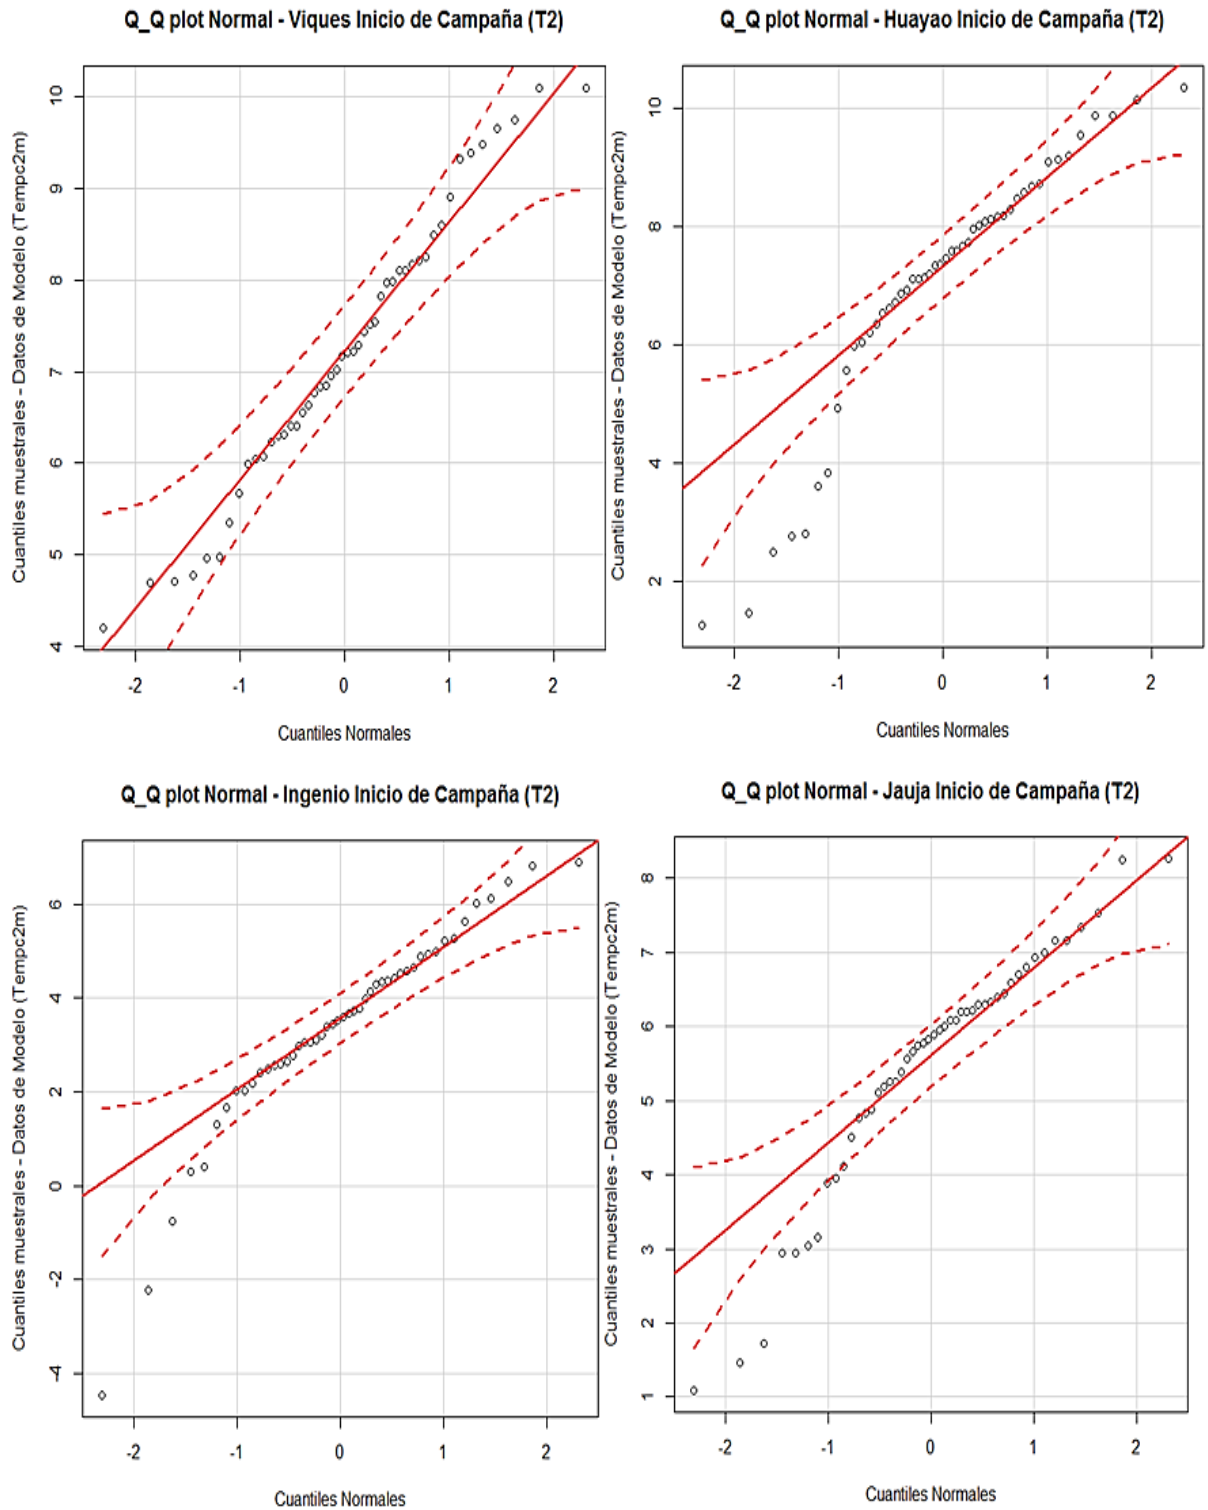 Q_Q plot Normal - Viques Inicio de Campaña (T2)
Cuantiles muestrales - Datos de Modelo (Tempc2m)
10
9
8
7
6
5
4
-2 -1 0 1 2
Cuantiles Normales
Q_Q plot Normal - Huayao Inicio de Campaña (T2)
Cuantiles muestrales - Datos de Modelo (Tempc2m)
10
8
6
4
2
-2 -1 0 1 2
Cuantiles Normales
Q_Q plot Normal - Ingenio Inicio de Campaña (T2)
Cuantiles muestrales - Datos de Modelo (Tempc2m)
6
4
2
0
-2
-4
-2 -1 0 1 2
Cuantiles Normales
Q_Q plot Normal - Jauja Inicio de Campaña (T2)
Cuantiles muestrales - Datos de Modelo (Tempc2m)
8
7
6
5
4
3
2
1
-2 -1 0 1 2
Cuantiles Normales